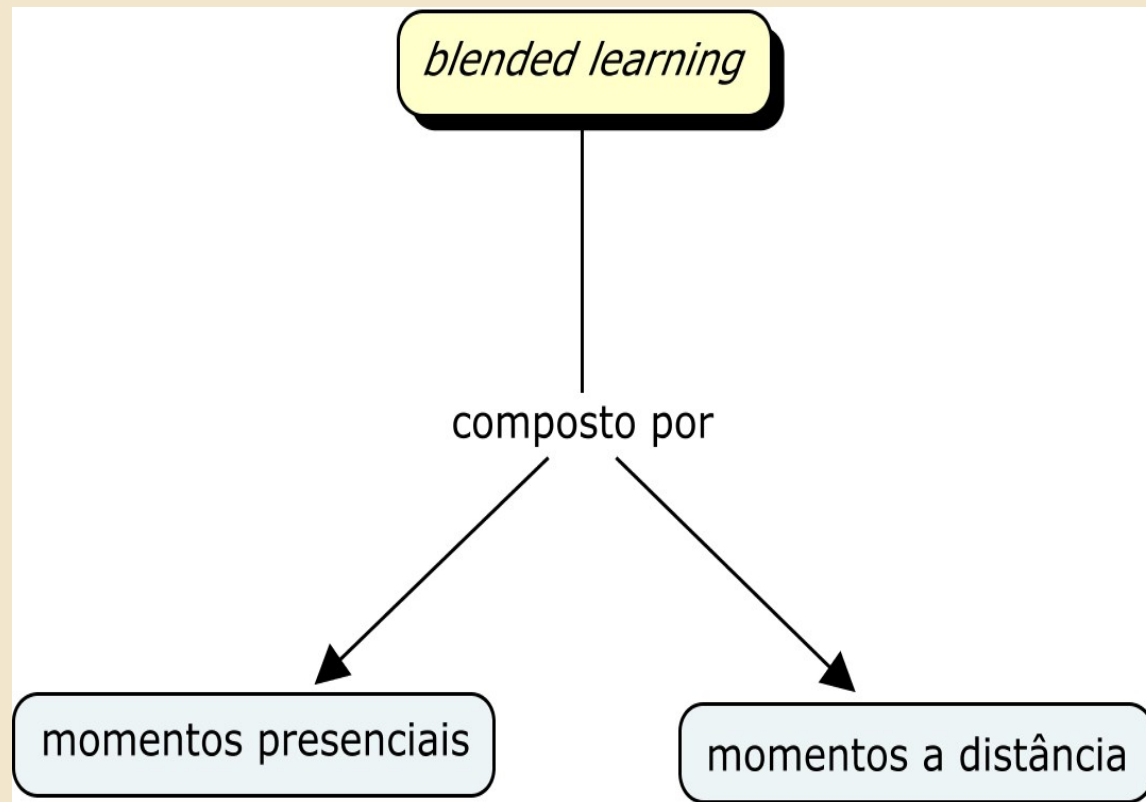 blended learning
composto por
momentos presenciais
momentos a distância